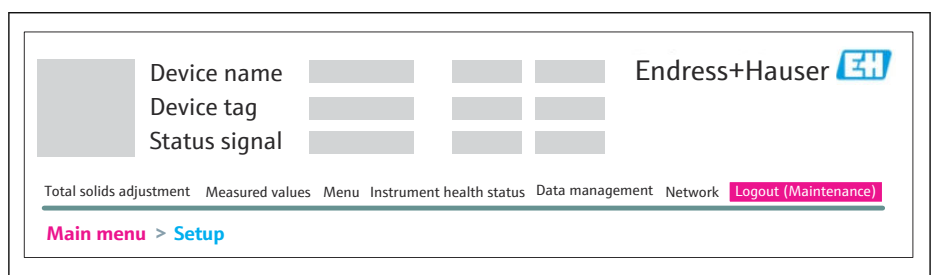 Device name
Endress+Hauser EH
Device tag
Status signal
Total solids adjustment Measured values Menu Instrument health status Data management Network Logout (Maintenance)
Main menu > Setup